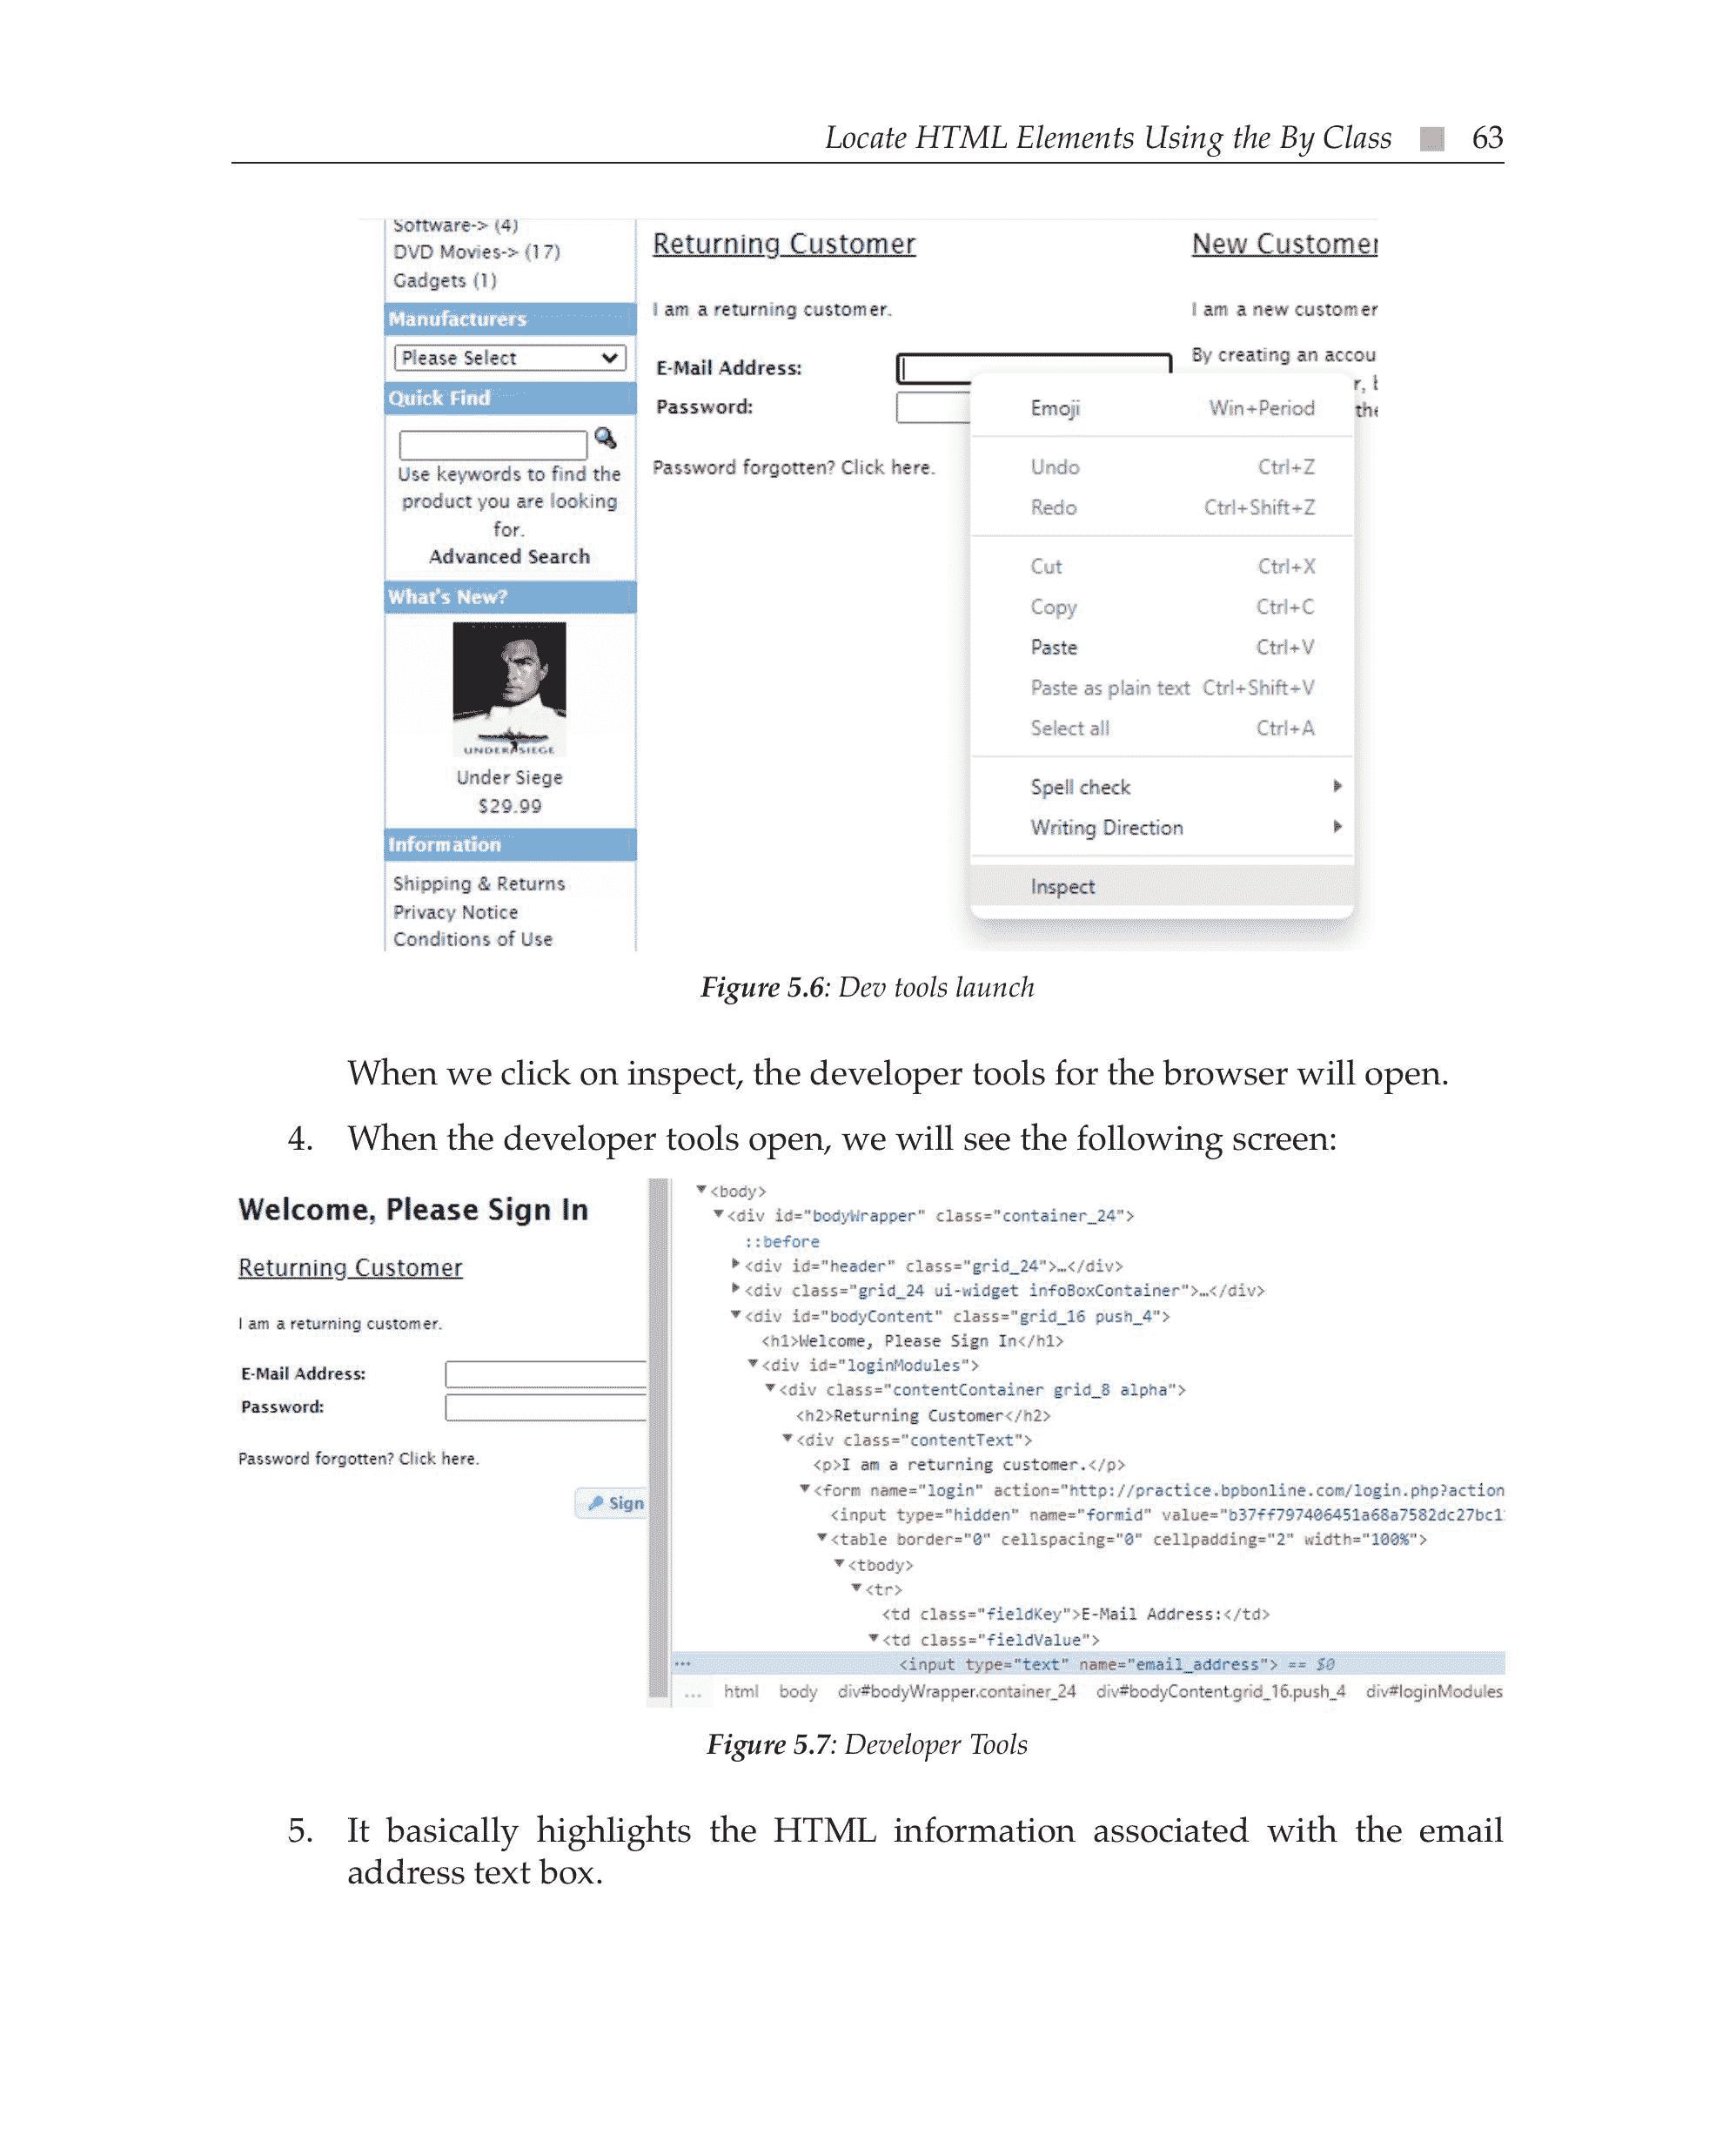 Locate HTML Elements Using the By Class 63
Software-> (4)
DVD Movies-> (17)
Gadgets (1)
Manufacturers
Please Select
Quick Find
Use keywords to find the
product you are looking
for.
Advanced Search
What's New?
UNDER SIEGE
Under Siege
$29.99
Information
Shipping & Returns
Privacy Notice
Conditions of Use
Returning Customer
I am a returning customer.
E-Mail Address:
Password:
Password forgotten? Click here.
New Customer
I am a new customer
By creating an accou
r, b
the
Emoji Win+Period
Undo Ctrl+Z
Redo Ctrl+Shift+Z
Cut Ctrl+X
Copy Ctrl+C
Paste Ctrl+V
Paste as plain text Ctrl+Shift+V
Select all Ctrl+A
Spell check
Writing Direction
Inspect
Figure 5.6: Dev tools launch
When we click on inspect, the developer tools for the browser will open.
4. When the developer tools open, we will see the following screen:
Welcome, Please Sign In
Returning Customer
I am a returning customer.
E-Mail Address:
Password:
Password forgotten? Click here.
Sign
<body>
<div id="bodyWrapper" class="container_24">
::before
<div id="header" class="grid_24">…</div>
<div class="grid_24 ui-widget infoBoxContainer">…</div>
<div id="bodyContent" class="grid_16 push_4">
<h1>Welcome, Please Sign In</h1>
<div id="loginModules">
<div class="contentContainer grid_8 alpha">
<h2>Returning Customer</h2>
<div class="contentText">
<p>I am a returning customer.</p>
<form name="login" action="http://practice.bpbonline.com/login.php?action
<input type="hidden" name="formid" value="b37ff797406451a68a7582dc27bc1
<table border="0" cellspacing="0" cellpadding="2" width="100%">
<tbody>
<tr>
<td class="fieldKey">E-Mail Address:</td>
<td class="fieldValue">
… <input type="text" name="email_address"> == $0
… html body div#bodyWrapper.container_24 div#bodyContent.grid_16.push_4 div#loginModules
Figure 5.7: Developer Tools
5. It basically highlights the HTML information associated with the email
address text box.